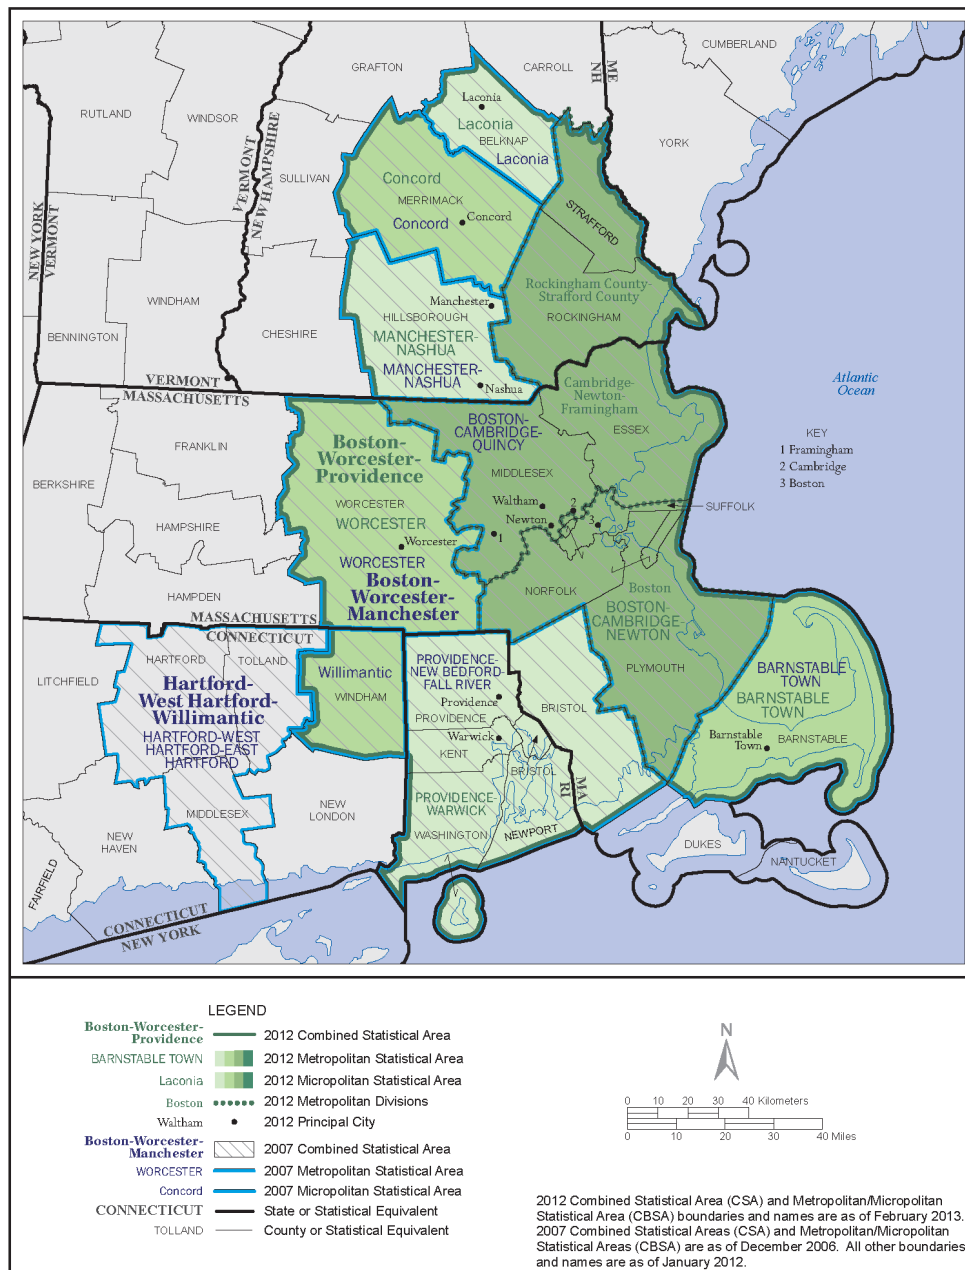 CUMBERLAND
GRAFTON
CARROLL
ME
NH
RUTLAND
WINDSOR
Laconia
Laconia
BELKNAP
Laconia
YORK
VERMONT
NEW HAMPSHIRE
SULLIVAN
Concord
MERRIMACK
Concord
Concord
STRAFFORD
NEW YORK
VERMONT
WINDHAM
Rockingham County-
Strafford County
ROCKINGHAM
Manchester
HILLSBOROUGH
MANCHESTER-
NASHUA
MANCHESTER-
NASHUA
Nashua
BENNINGTON
CHESHIRE
VERMONT
MASSACHUSETTS
Cambridge-
Newton-
Framingham
ESSEX
Atlantic
Ocean
KEY
1 Framingham
2 Cambridge
3 Boston
BOSTON-
CAMBRIDGE-
QUINCY
MIDDLESEX
FRANKLIN
BERKSHIRE
Boston-
Worcester-
Providence
WORCESTER
WORCESTER
Worcester
WORCESTER
Boston-
Worcester-
Manchester
Waltham
Newton
2
3
1
SUFFOLK
HAMPSHIRE
HAMPDEN
NORFOLK
Boston
BOSTON-
CAMBRIDGE-
NEWTON
PLYMOUTH
MASSACHUSETTS
CONNECTICUT
LITCHFIELD
HARTFORD
TOLLAND
Hartford-
West Hartford-
Willimantic
HARTFORD-WEST
HARTFORD-EAST
HARTFORD
Willimantic
WINDHAM
PROVIDENCE-
NEW BEDFORD-
FALL RIVER
Providence
PROVIDENCE
Warwick
KENT
BRISTOL
BRISTOL
MA
RI
PROVIDENCE-
WARWICK
WASHINGTON
NEWPORT
BARNSTABLE
TOWN
BARNSTABLE
TOWN
Barnstable
Town
BARNSTABLE
MIDDLESEX
NEW
LONDON
NEW
HAVEN
FAIRFIELD
DUKES
NANTUCKET
CONNECTICUT
NEW YORK
LEGEND
Boston-Worcester-
Providence
2012 Combined Statistical Area
BARNSTABLE TOWN
2012 Metropolitan Statistical Area
Laconia
2012 Micropolitan Statistical Area
Boston
2012 Metropolitan Divisions
Waltham
2012 Principal City
Boston-Worcester-
Manchester
2007 Combined Statistical Area
WORCESTER
2007 Metropolitan Statistical Area
Concord
2007 Micropolitan Statistical Area
CONNECTICUT
State or Statistical Equivalent
TOLLAND
County or Statistical Equivalent
N
0 10 20 30 40 Kilometers
0 10 20 30 40 Miles
2012 Combined Statistical Area (CSA) and Metropolitan/Micropolitan
Statistical Area (CBSA) boundaries and names are as of February 2013.
2007 Combined Statistical Areas (CSA) and Metropolitan/Micropolitan
Statistical Areas (CBSA) are as of December 2006. All other boundaries
and names are as of January 2012.